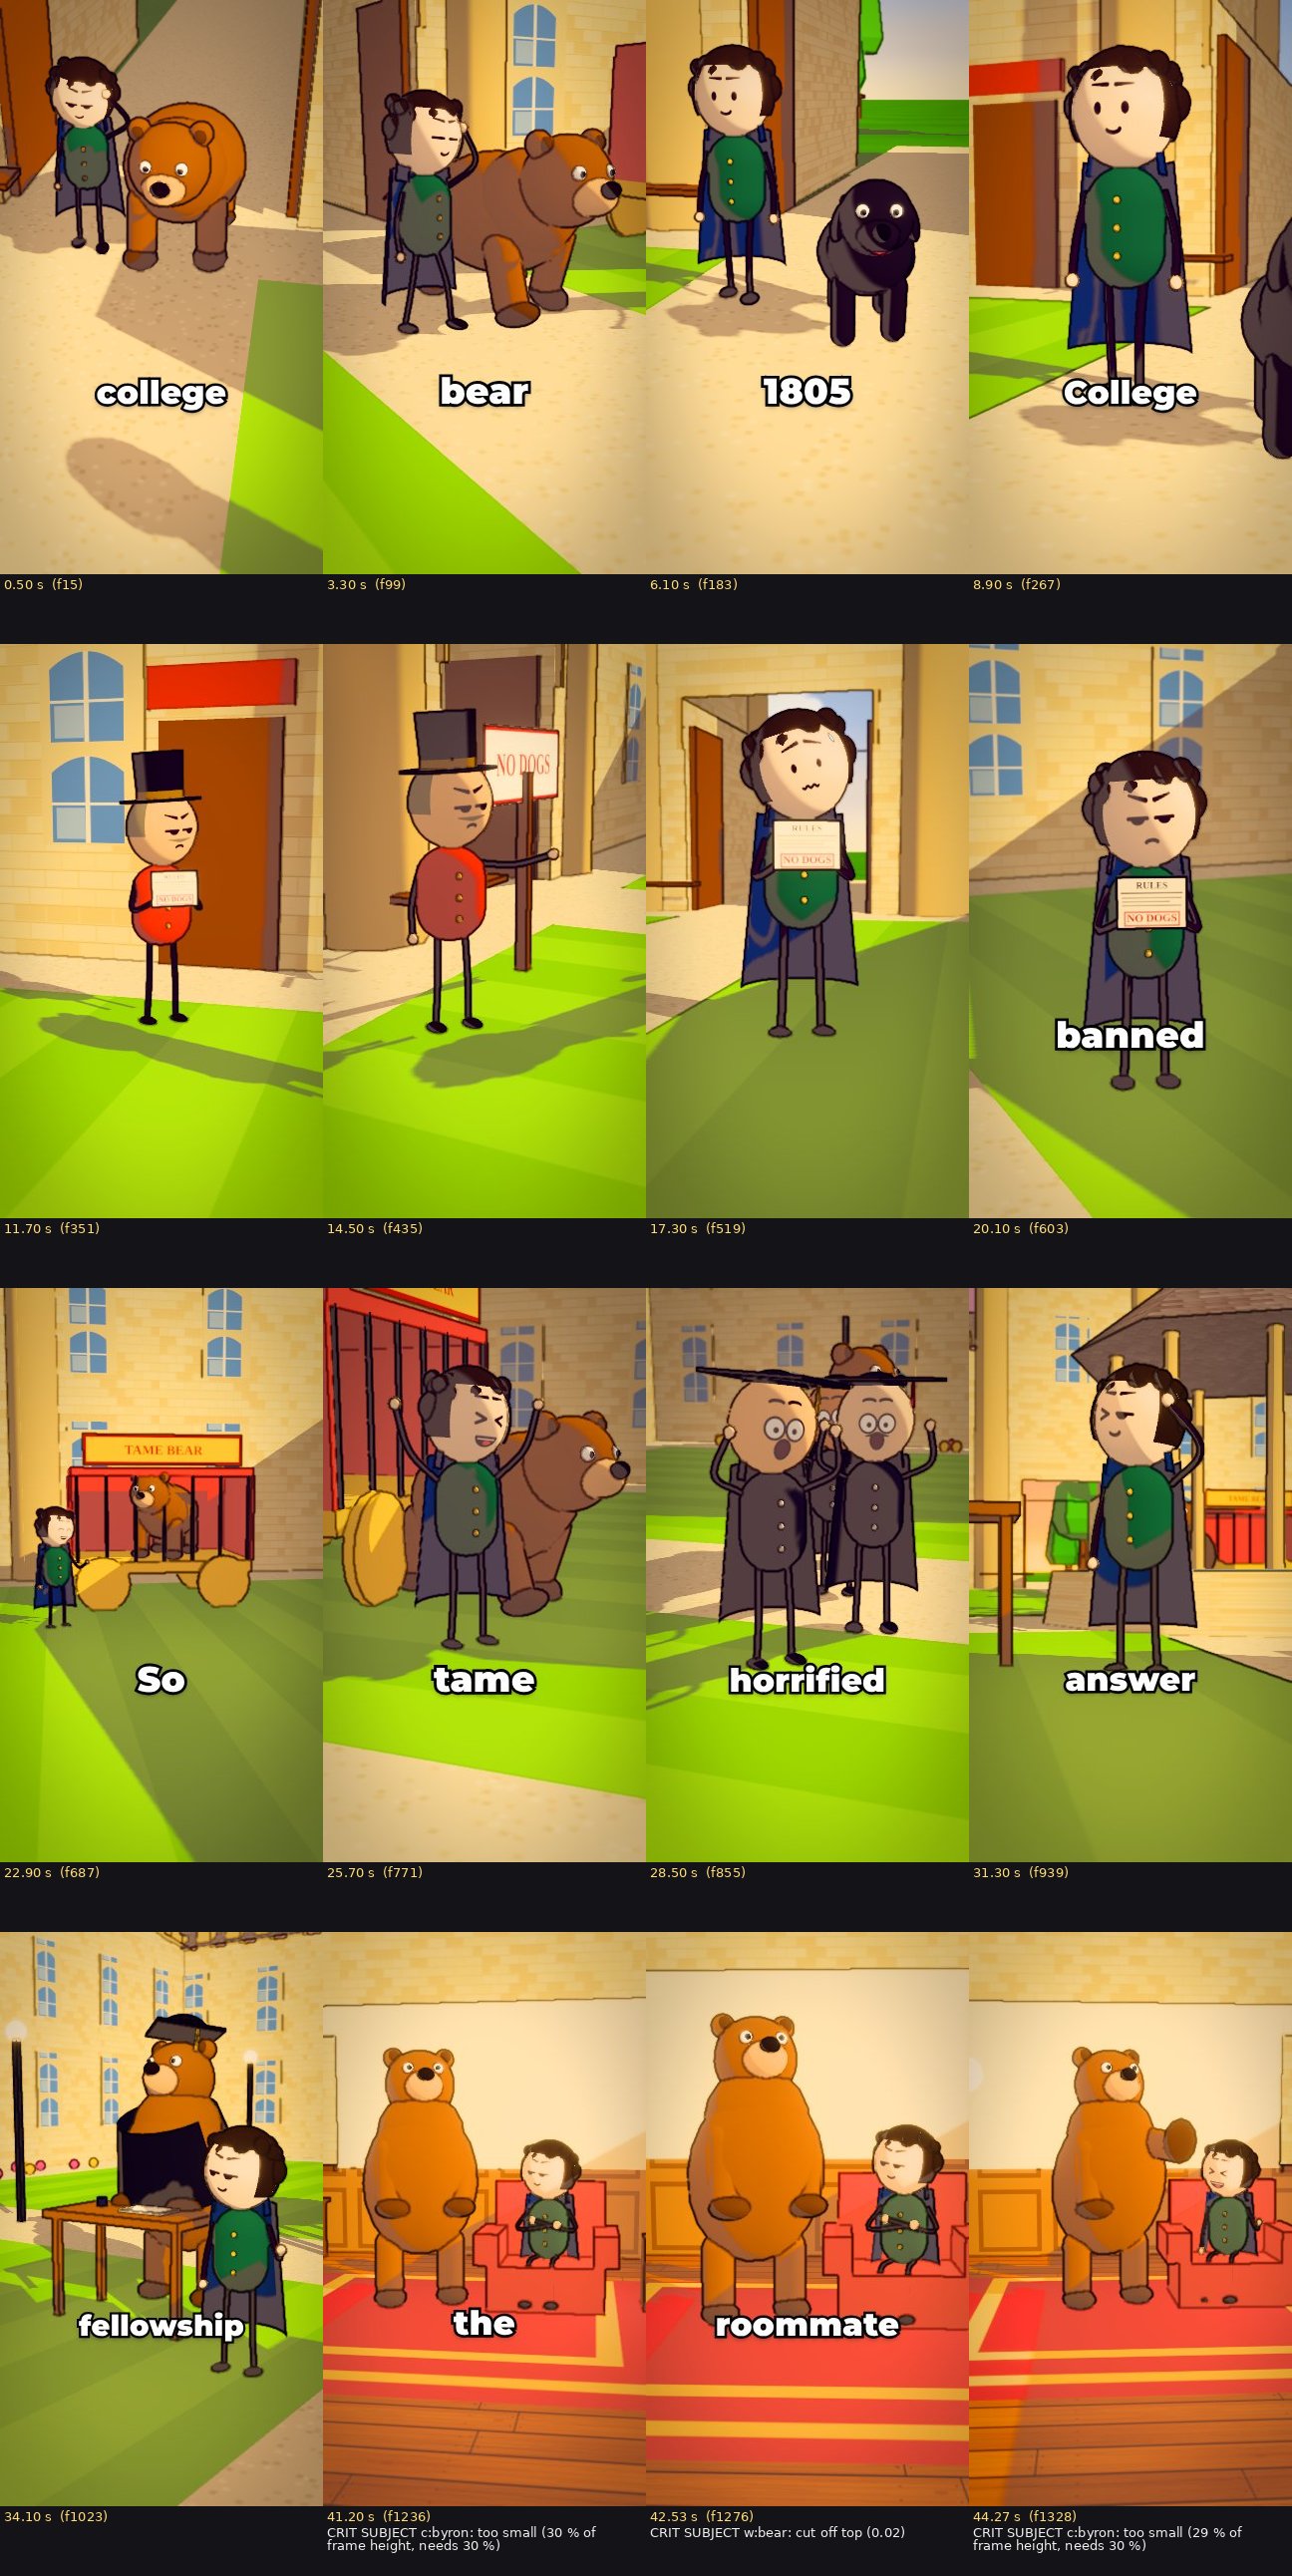 college
bear
1805
College
0.50 s (f15)
3.30 s (f99)
6.10 s (f183)
8.90 s (f267)
NO DOGS
NO DOGS
RULES
NO DOGS
RULES
NO DOGS
banned
11.70 s (f351)
14.50 s (f435)
17.30 s (f519)
20.10 s (f603)
TAME BEAR
So
tame
horrified
answer
22.90 s (f687)
25.70 s (f771)
28.50 s (f855)
31.30 s (f939)
fellowship
the
roommate
34.10 s (f1023)
41.20 s (f1236)
42.53 s (f1276)
44.27 s (f1328)
CRIT SUBJECT c:byron: too small (30 % of
frame height, needs 30 %)
CRIT SUBJECT w:bear: cut off top (0.02)
CRIT SUBJECT c:byron: too small (29 % of
frame height, needs 30 %)